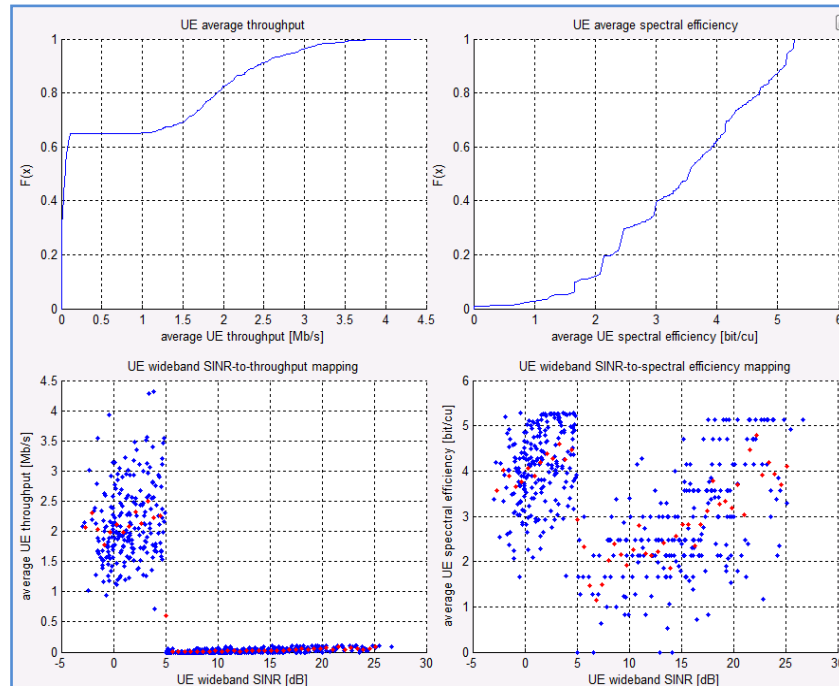 UE average throughput
1
0.8
0.6
0.4
0.2
0
F(x)
0 0.5 1 1.5 2 2.5 3 3.5 4 4.5
average UE throughput [Mb/s]
UE average spectral efficiency
1
0.8
0.6
0.4
0.2
0
F(x)
0 1 2 3 4 5 6
average UE spectral efficiency [bit/cu]
UE wideband SINR-to-throughput mapping
4.5
4
3.5
3
2.5
2
1.5
1
0.5
0
average UE throughput [Mb/s]
-5 0 5 10 15 20 25 30
UE wideband SINR [dB]
UE wideband SINR-to-spectral efficiency mapping
6
5
4
3
2
1
0
average UE specctral efficiency [bit/cu]
-5 0 5 10 15 20 25 30
UE wideband SINR [dB]